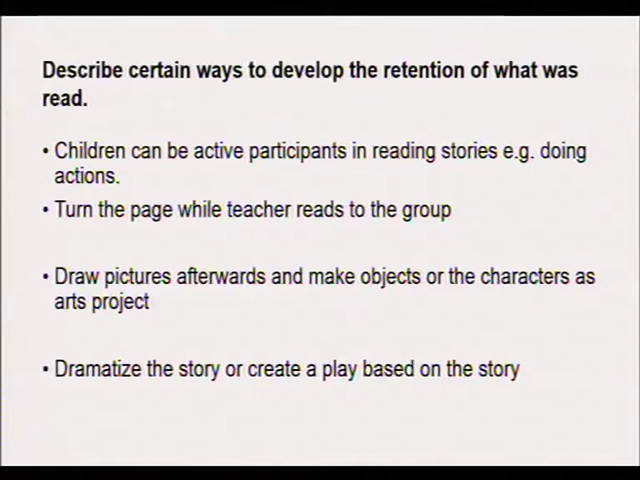 Describe certain ways to develop the retention of what was
read.
• Children can be active participants in reading stories e.g. doing
actions.
• Turn the page while teacher reads to the group
• Draw pictures afterwards and make objects or the characters as
arts project
• Dramatize the story or create a play based on the story